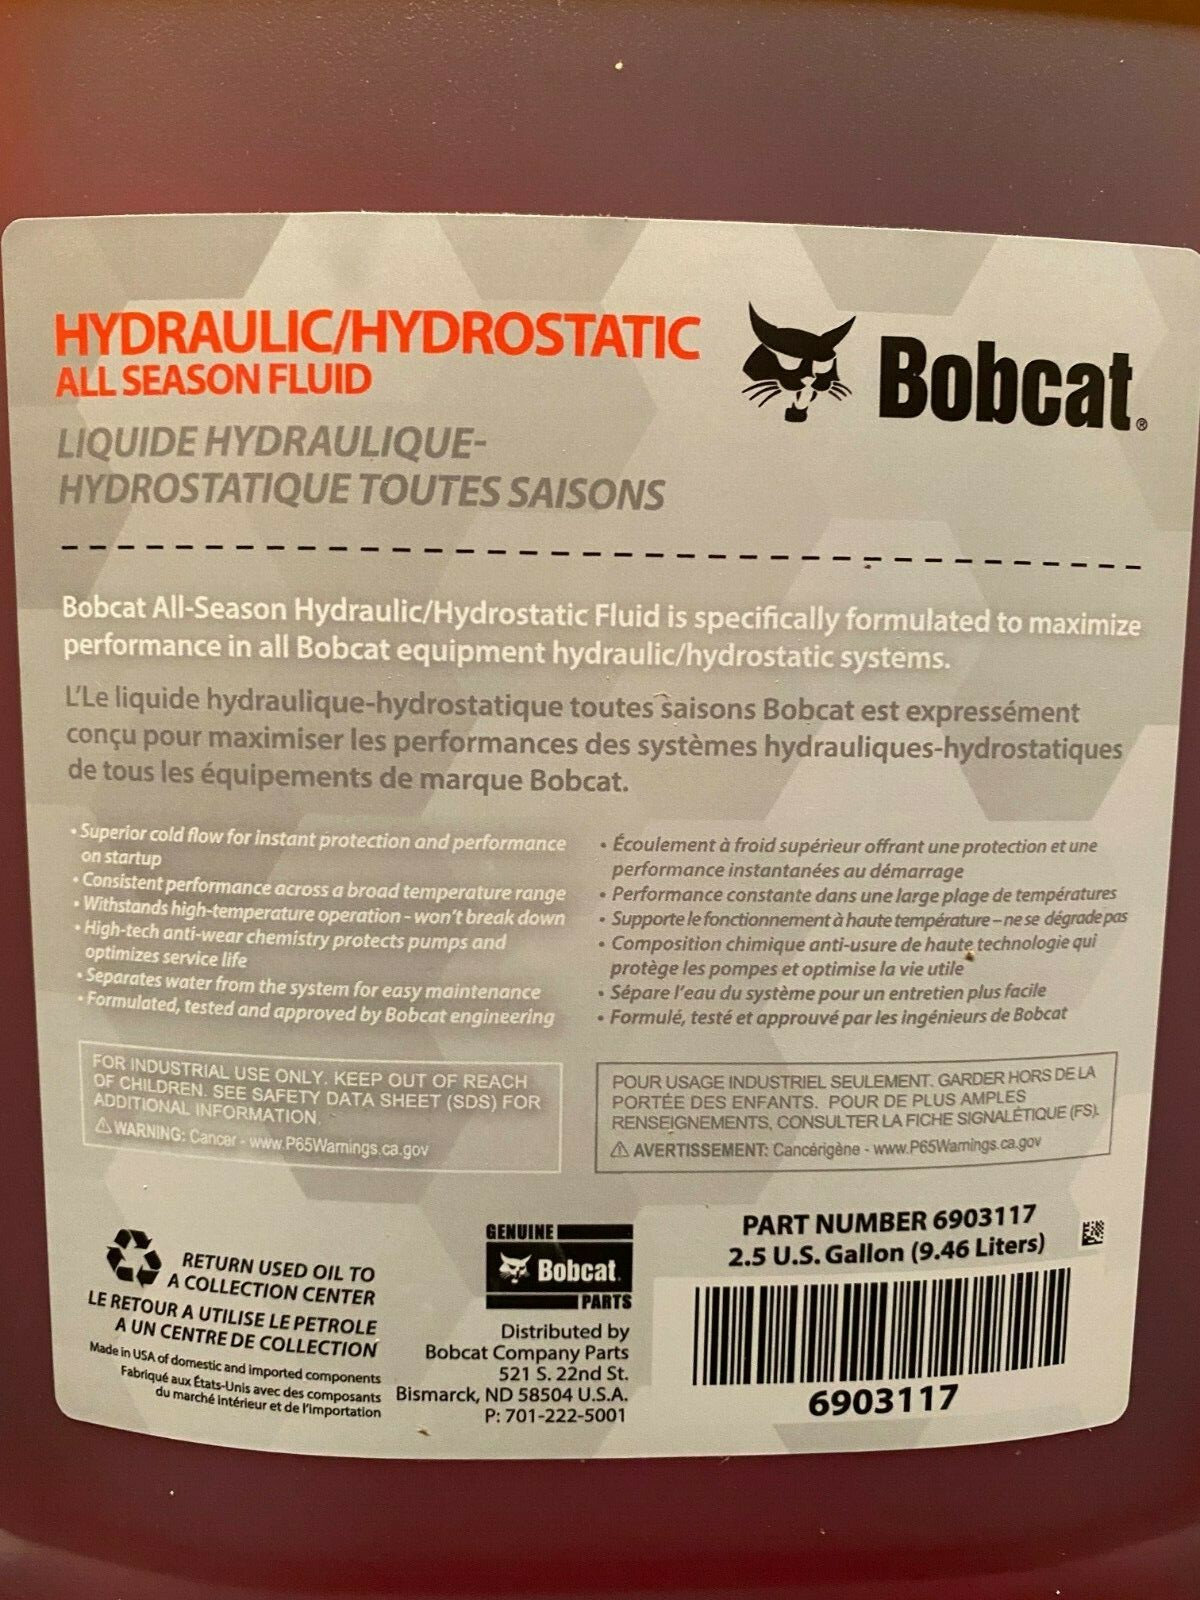 HYDRAULIC/HYDROSTATIC
ALL SEASON FLUID
LIQUIDE HYDRAULIQUE-
HYDROSTATIQUE TOUTES SAISONS
Bobcat®
Bobcat All-Season Hydraulic/Hydrostatic Fluid is specifically formulated to maximize
performance in all Bobcat equipment hydraulic/hydrostatic systems.
L'Le liquide hydraulique-hydrostatique toutes saisons Bobcat est expressément
conçu pour maximiser les performances des systèmes hydrauliques-hydrostatiques
de tous les équipements de marque Bobcat.
• Superior cold flow for instant protection and performance
on startup
• Consistent performance across a broad temperature range
• Withstands high-temperature operation - won't break down
• High-tech anti-wear chemistry protects pumps and
optimizes service life
• Separates water from the system for easy maintenance
• Formulated, tested and approved by Bobcat engineering
• Écoulement à froid supérieur offrant une protection et une
performance instantanées au démarrage
• Performance constante dans une large plage de températures
• Supporte le fonctionnement à haute température – ne se dégrade pas
• Composition chimique anti-usure de haute technologie qui
protège les pompes et optimise la vie utile
• Sépare l'eau du système pour un entretien plus facile
• Formulé, testé et approuvé par les ingénieurs de Bobcat
FOR INDUSTRIAL USE ONLY. KEEP OUT OF REACH
OF CHILDREN. SEE SAFETY DATA SHEET (SDS) FOR
ADDITIONAL INFORMATION.
⚠ WARNING: Cancer - www.P65Warnings.ca.gov
POUR USAGE INDUSTRIEL SEULEMENT. GARDER HORS DE LA
PORTÉE DES ENFANTS. POUR DE PLUS AMPLES
RENSEIGNEMENTS, CONSULTER LA FICHE SIGNALÉTIQUE (FS).
⚠ AVERTISSEMENT: Cancérigène - www.P65Warnings.ca.gov
RETURN USED OIL TO
A COLLECTION CENTER
LE RETOUR A UTILISE LE PETROLE
A UN CENTRE DE COLLECTION
Made in USA of domestic and imported components
Fabriqué aux États-Unis avec des composants
du marché intérieur et de l'importation
GENUINE
Bobcat
PARTS
Distributed by
Bobcat Company Parts
521 S. 22nd St.
Bismarck, ND 58504 U.S.A.
P: 701-222-5001
PART NUMBER 6903117
2.5 U.S. Gallon (9.46 Liters)
6903117